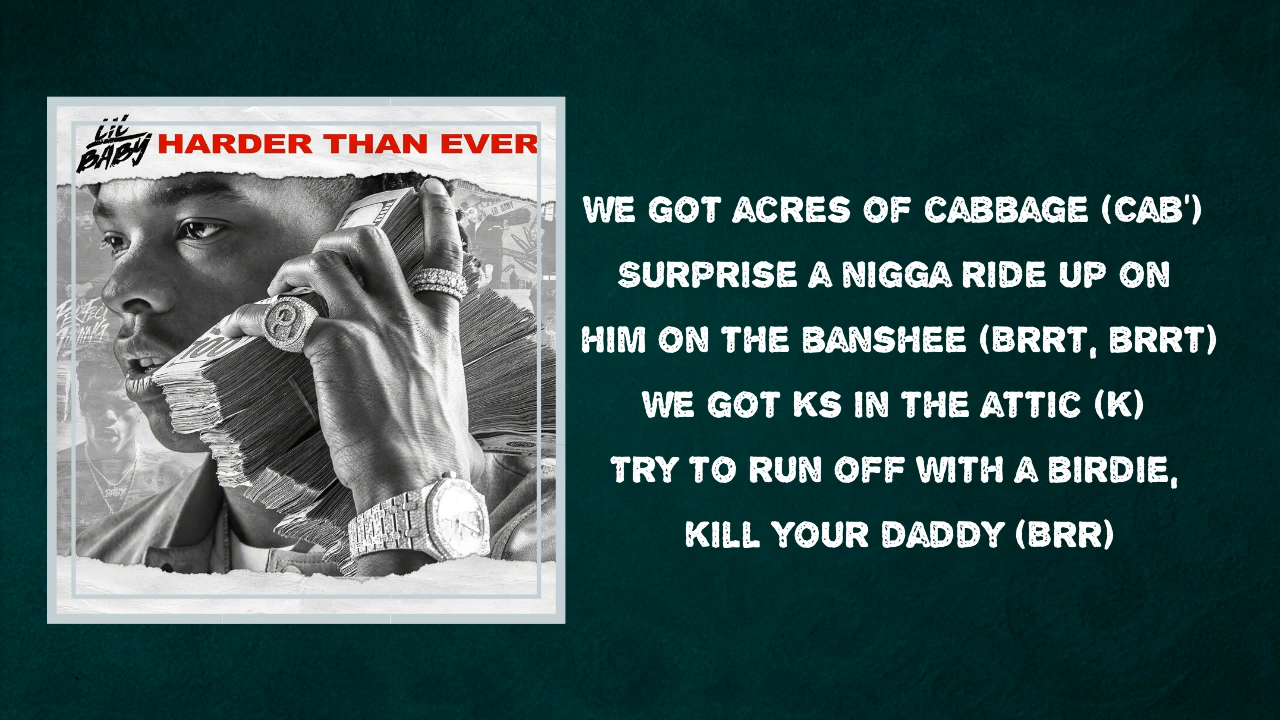 LIL
BABY
HARDER THAN EVER
WE GOT ACRES OF CABBAGE (CAB')
SURPRISE A NIGGA RIDE UP ON
HIM ON THE BANSHEE (BRRT, BRRT)
WE GOT KS IN THE ATTIC (K)
TRY TO RUN OFF WITH A BIRDIE,
KILL YOUR DADDY (BRR)